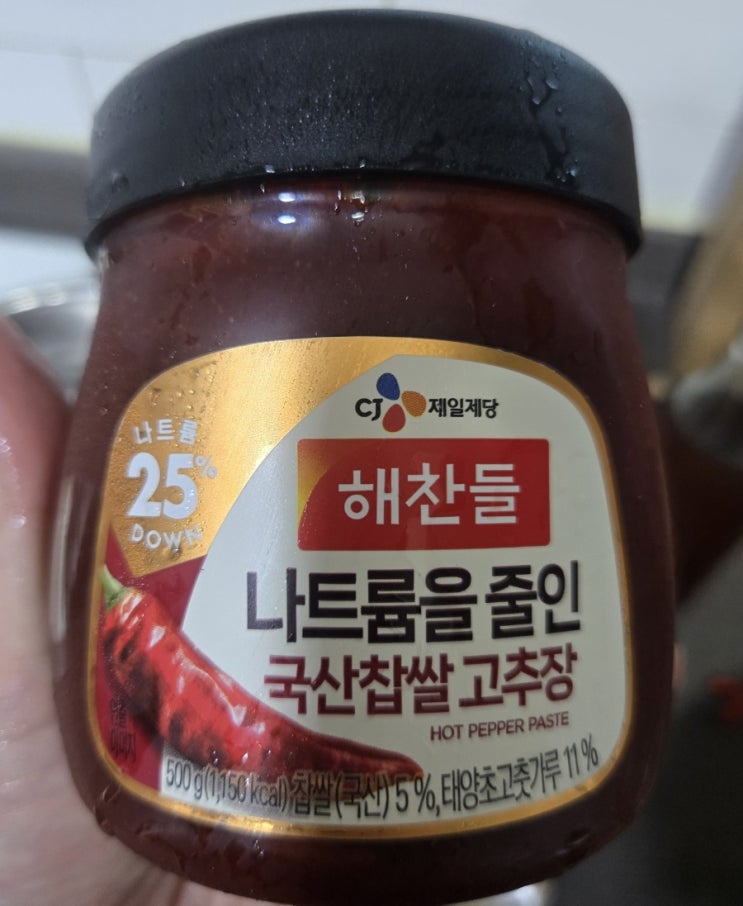 CJ 제일제당
해찬들
나트륨
25%
DOWN
나트륨을 줄인
국산찹쌀 고추장
HOT PEPPER PASTE
500 g (1,150 kcal) 찹쌀(국산) 5 %, 태양초고춧가루 11 %